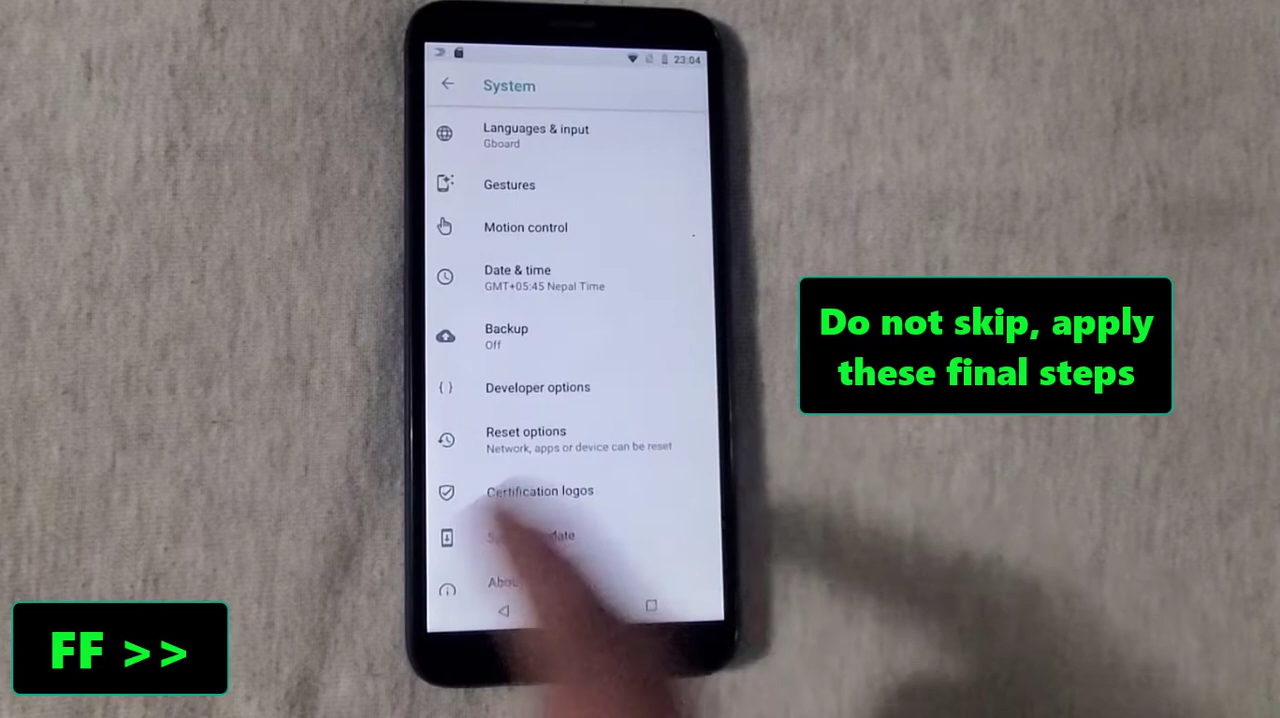 23:04
System
Languages & input
Gboard
Gestures
Motion control
Date & time
GMT+05:45 Nepal Time
Backup
Off
{ } Developer options
Reset options
Network, apps or device can be reset
Certification logos
Do not skip, apply
these final steps
FF >>